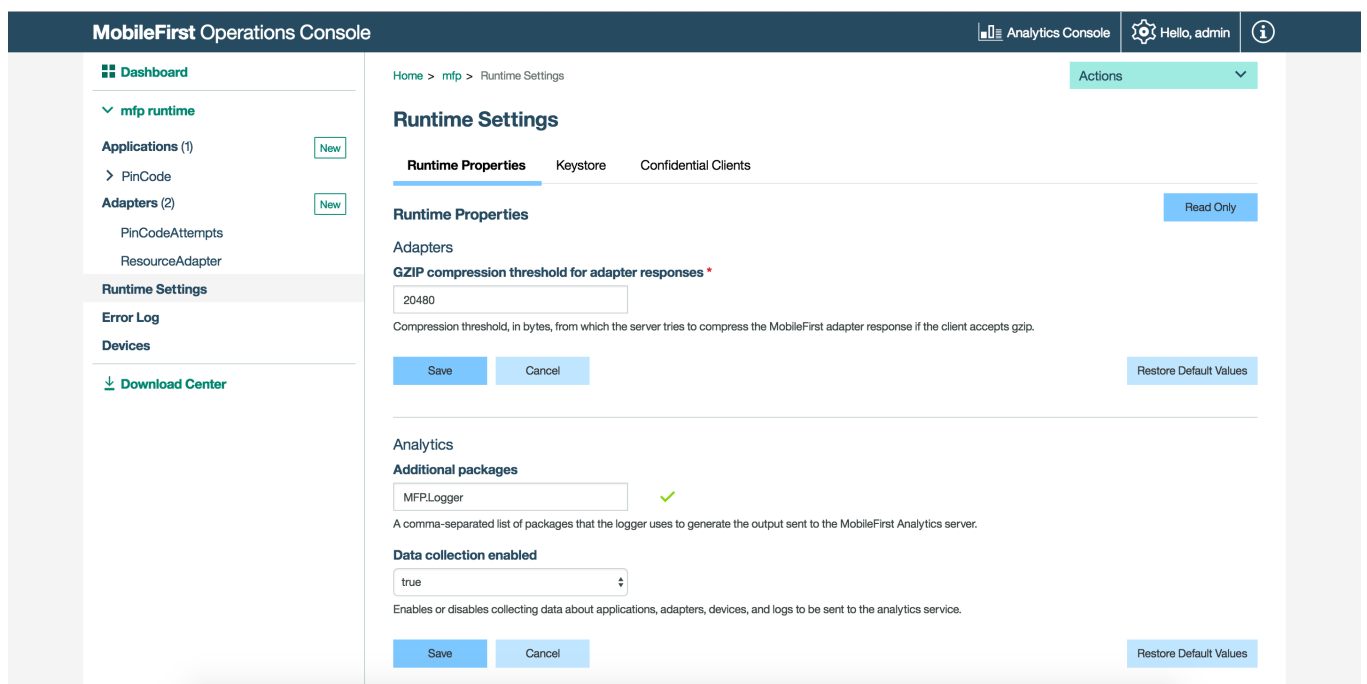 MobileFirst Operations Console
Analytics Console
Hello, admin
Dashboard
mfp runtime
Applications (1)
New
PinCode
Adapters (2)
New
PinCodeAttempts
ResourceAdapter
Runtime Settings
Error Log
Devices
Download Center
Home > mfp > Runtime Settings
Actions
Runtime Settings
Runtime Properties
Keystore
Confidential Clients
Runtime Properties
Read Only
Adapters
GZIP compression threshold for adapter responses *
20480
Compression threshold, in bytes, from which the server tries to compress the MobileFirst adapter response if the client accepts gzip.
Save
Cancel
Restore Default Values
Analytics
Additional packages
MFP.Logger
A comma-separated list of packages that the logger uses to generate the output sent to the MobileFirst Analytics server.
Data collection enabled
true
Enables or disables collecting data about applications, adapters, devices, and logs to be sent to the analytics service.
Save
Cancel
Restore Default Values